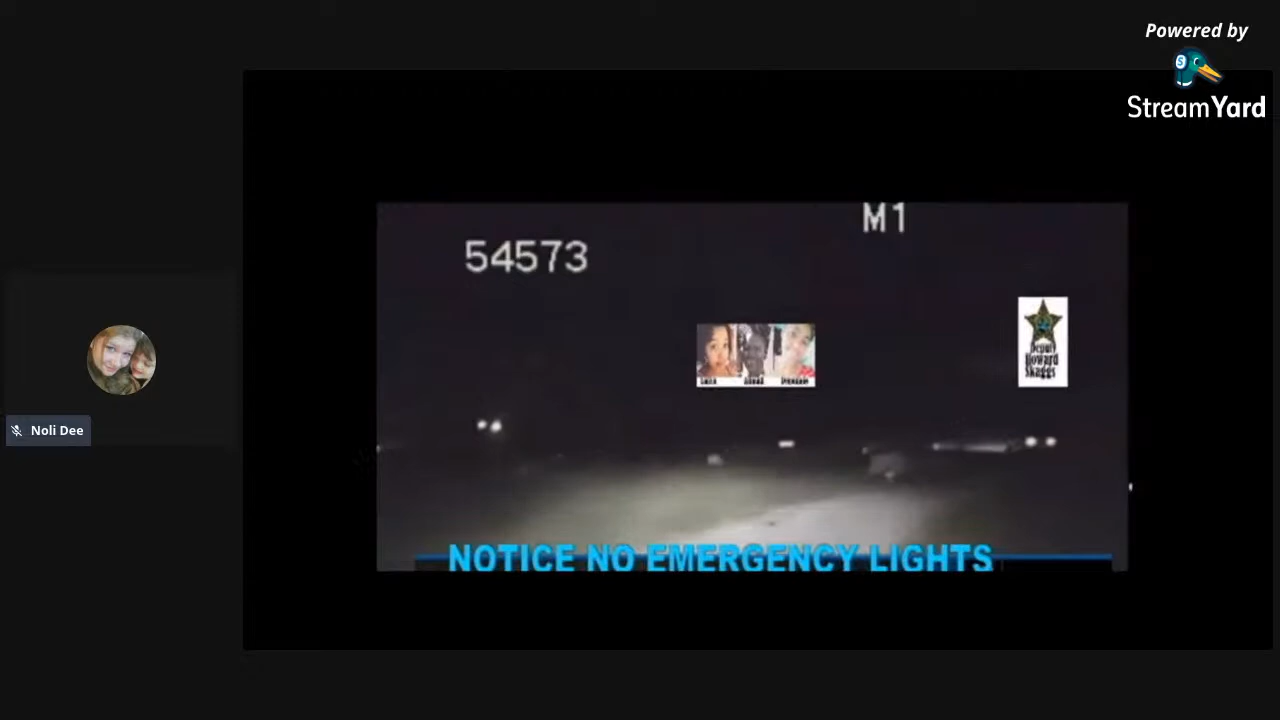 Powered by
StreamYard
M1
54573
Deputy
Howard
Skaggs
Noli Dee
NOTICE NO EMERGENCY LIGHTS